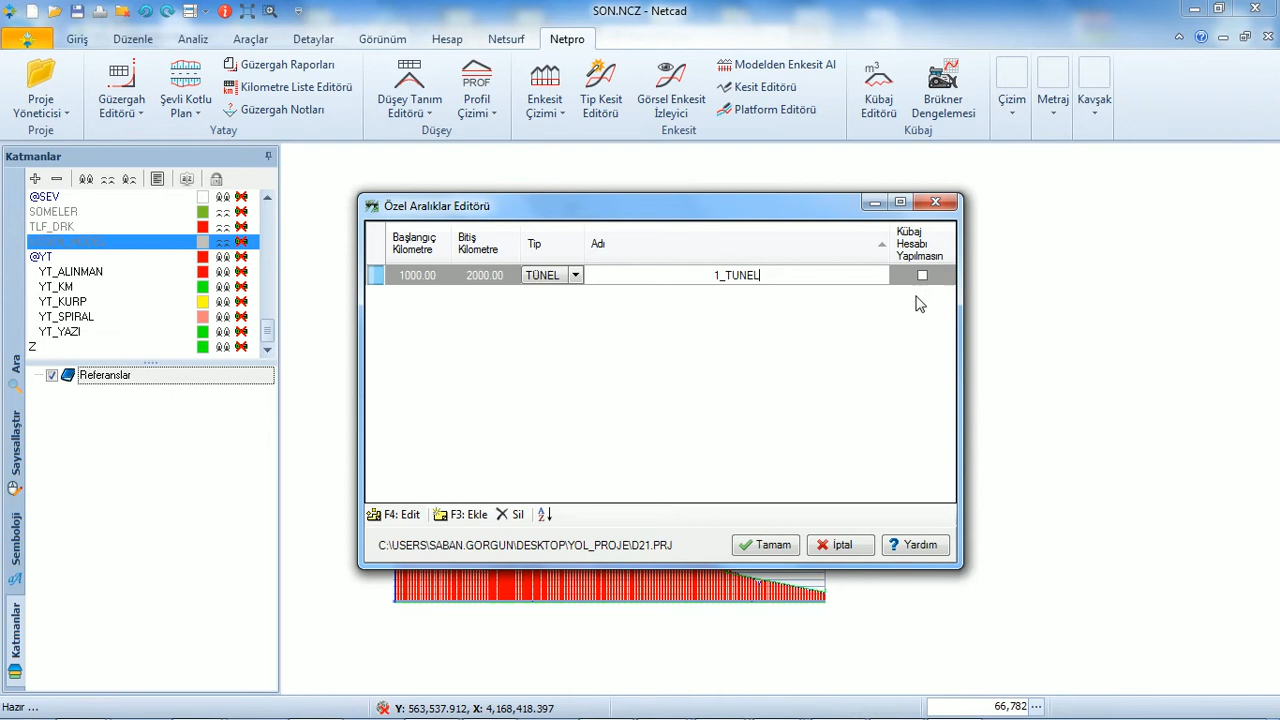 SON.NCZ - Netcad
Giriş Düzenle Analiz Araçlar Detaylar Görünüm Hesap Netsurf Netpro
Proje Yöneticisi
Güzergah Editörü
Şevli Kotlu Plan
Güzergah Raporları
Kilometre Liste Editörü
Güzergah Notları
Düşey Tanım Editörü
PROF
Profil Çizimi
Enkesit Çizimi
Tip Kesit Editörü
Görsel Enkesit İzleyici
Modelden Enkesit Al
Kesit Editörü
Platform Editörü
m3
Kübaj Editörü
Brükner Dengelemesi
Çizim
Metraj
Kavşak
Proje Yatay Düşey Enkesit Kübaj
Katmanlar
@SEV
SOMELER
TLF_DRK
@YT
YT_ALINMAN
YT_KM
YT_KURP
YT_SPIRAL
YT_YAZI
Z
Referanslar
Ara
Sayısallaştır
Semboloji
Katmanlar
Özel Aralıklar Editörü
Başlangıç Kilometre
Bitiş Kilometre
Tip
Adı
Kübaj Hesabı Yapılmasın
1000.00 2000.00 TÜNEL 1_TUNEL
F4: Edit F3: Ekle Sil
C:\USERS\SABAN.GORGUN\DESKTOP\YOL_PROJE\D21.PRJ
Tamam İptal Yardım
Hazır ...
Y: 563,537.912, X: 4,168,418.397
66,782